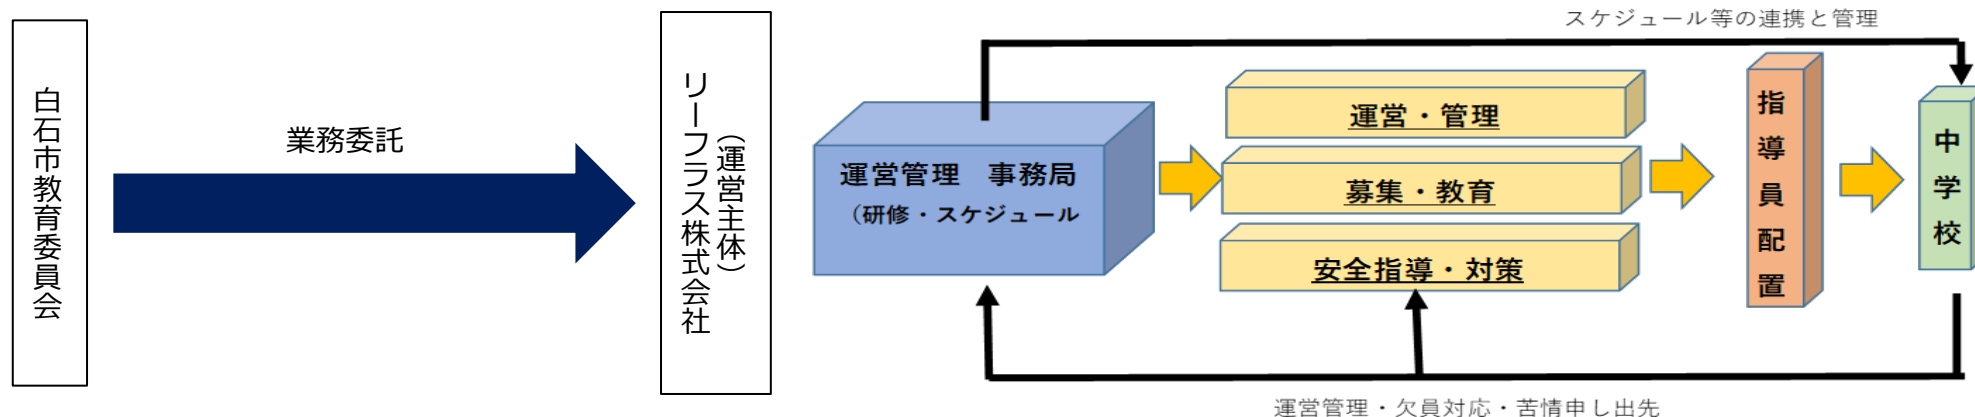 スケジュール等の連携と管理
白石市教育委員会
業務委託
（運営主体）
リーフラス株式会社
運営管理　事務局
（研修・スケジュール
運営・管理
募集・教育
安全指導・対策
指導員配置
中学校
運営管理・欠員対応・苦情申し出先